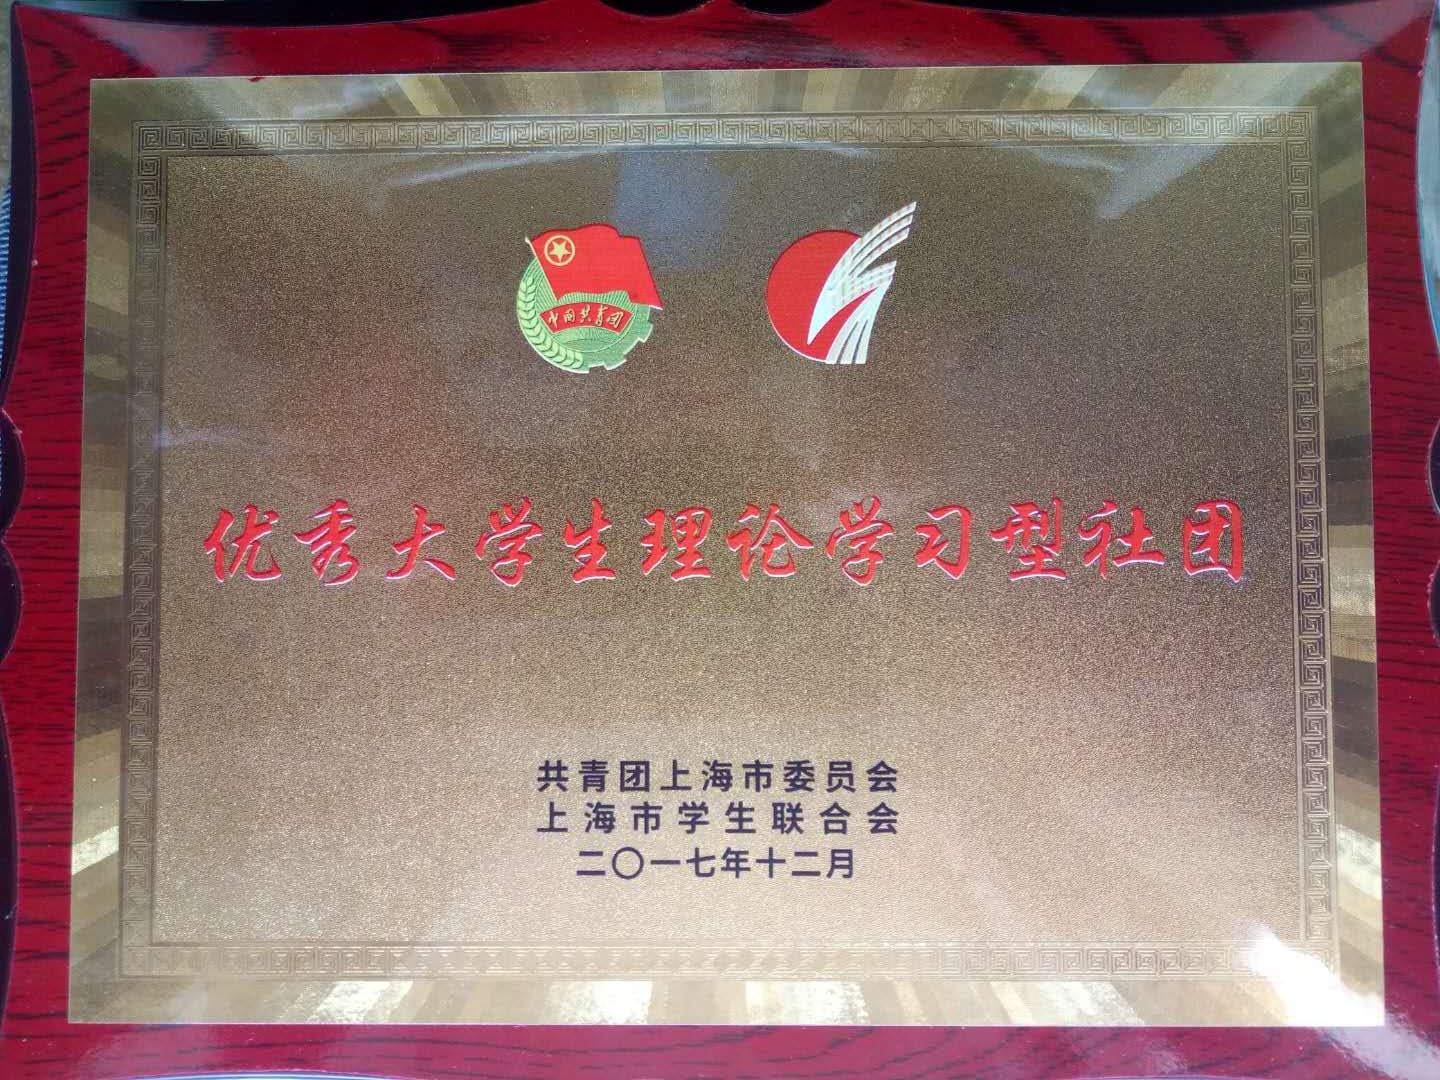 中国共青团
优秀大学生理论学习型社团
共青团上海市委员会
上海市学生联合会
二〇一七年十二月